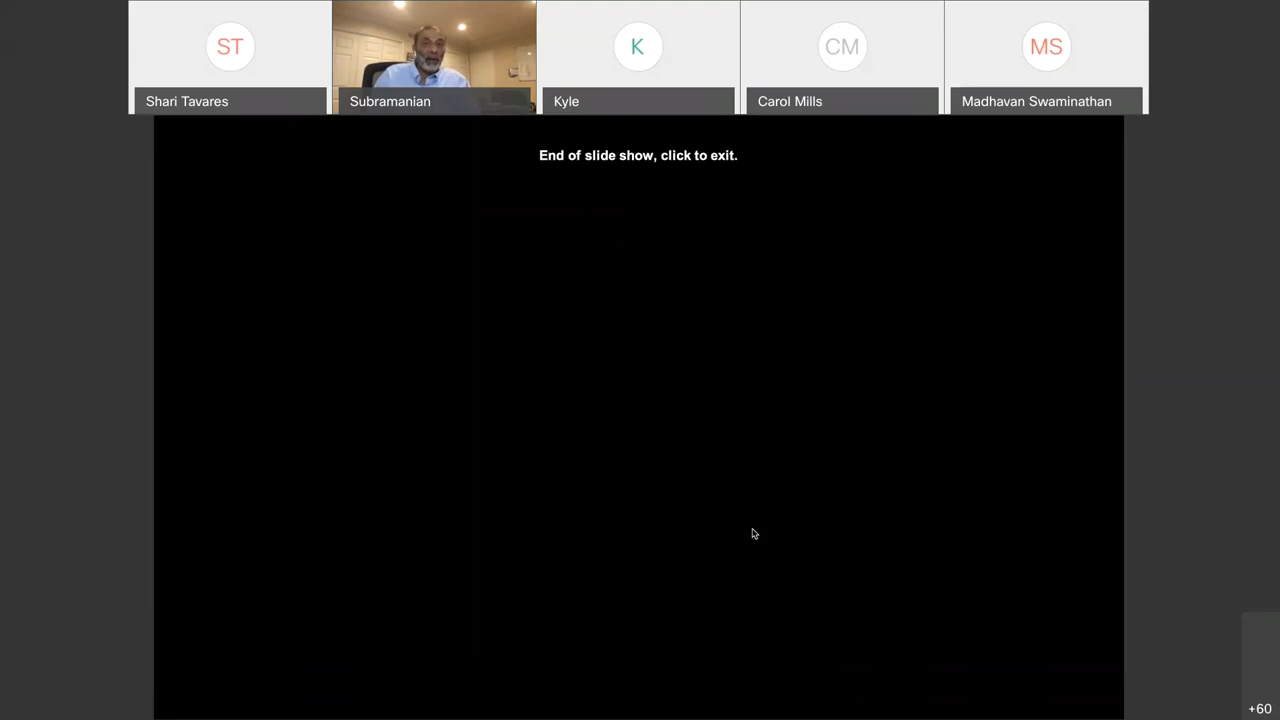 ST
K
CM
MS
Shari Tavares
Subramanian
Kyle
Carol Mills
Madhavan Swaminathan
End of slide show, click to exit.
+60